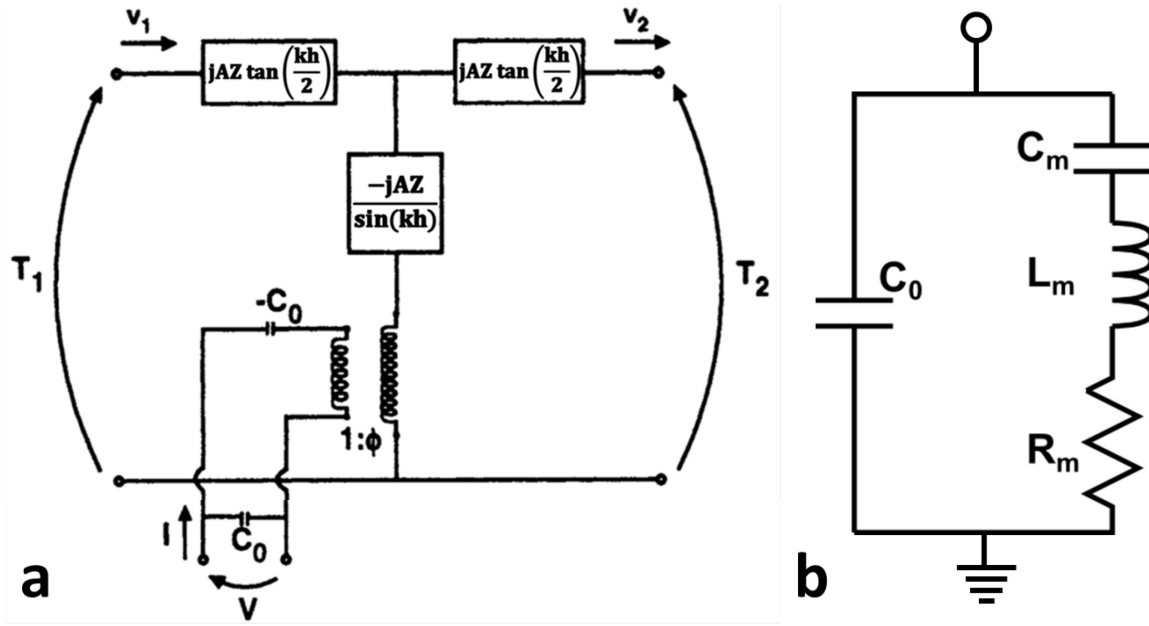 v₁
v₂
jAZ tan(kh/2)
jAZ tan(kh/2)
−jAZ/sin(kh)
T₁
T₂
-C₀
1:ϕ
I
C₀
V
a
Cₘ
C₀
Lₘ
Rₘ
b